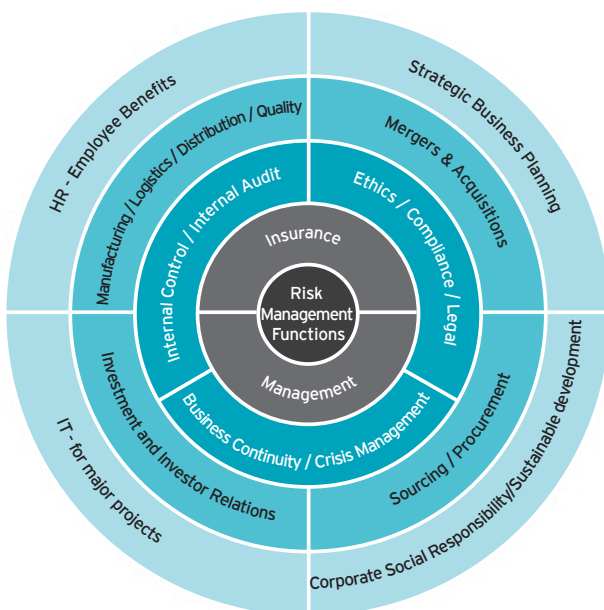 HR - Employee Benefits
Strategic Business Planning
Manufacturing / Logistics / Distribution / Quality
Mergers & Acquisitions
Internal Control / Internal Audit
Ethics / Compliance / Legal
Insurance
Risk
Management
Functions
Management
Business Continuity / Crisis Management
Investment and Investor Relations
Sourcing / Procurement
IT - for major projects
Corporate Social Responsibility/Sustainable development